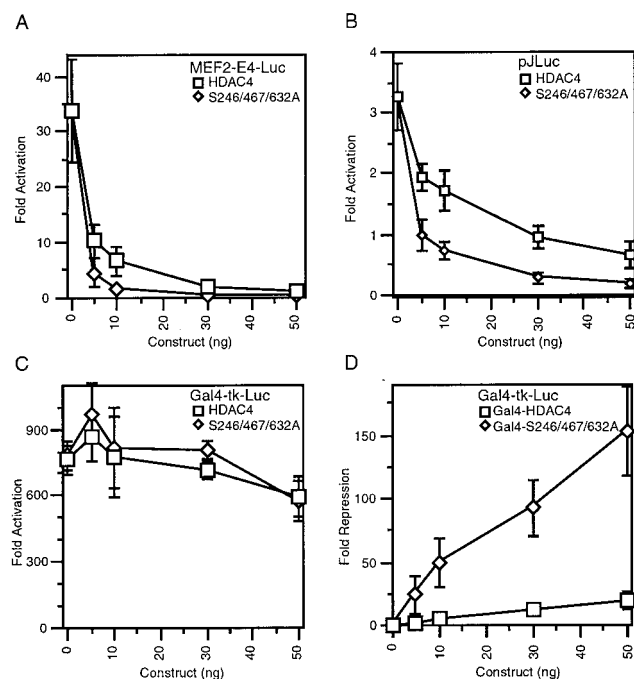 A
MEF2-E4-Luc
HDAC4
S246/467/632A
Fold Activation
40
30
20
10
0
0
10
20
30
40
50
Construct (ng)
B
pJLuc
HDAC4
S246/467/632A
Fold Activation
4
3
2
1
0
0
10
20
30
40
50
Construct (ng)
C
Gal4-tk-Luc
HDAC4
S246/467/632A
Fold Activation
900
600
300
0
0
10
20
30
40
50
Construct (ng)
D
Gal4-tk-Luc
Gal4-HDAC4
Gal4-S246/467/632A
Fold Repression
150
100
50
25
0
0
10
20
30
40
50
Construct (ng)